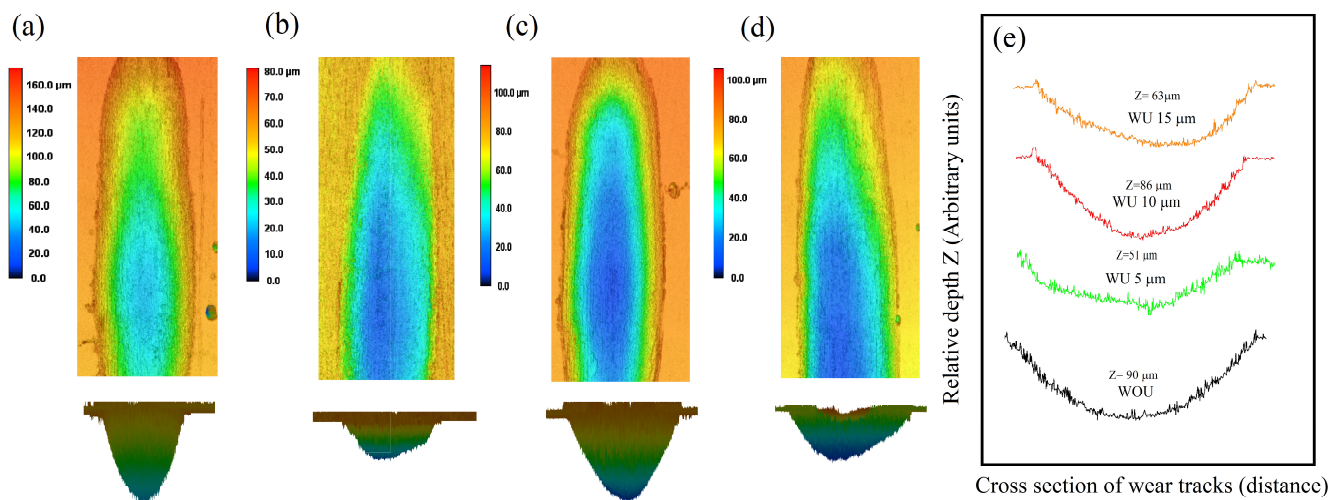 (a)
(b)
(c)
(d)
(e)
160.0 µm
140.0
120.0
100.0
80.0
60.0
40.0
20.0
0.0
80.0 µm
70.0
60.0
50.0
40.0
30.0
20.0
10.0
0.0
100.0 µm
80.0
60.0
40.0
20.0
0.0
100.0 µm
80.0
60.0
40.0
20.0
0.0
Relative depth Z (Arbitrary units)
Z= 63µm
WU 15 µm
Z=86 µm
WU 10 µm
Z=51 µm
WU 5 µm
Z= 90 µm
WOU
Cross section of wear tracks (distance)